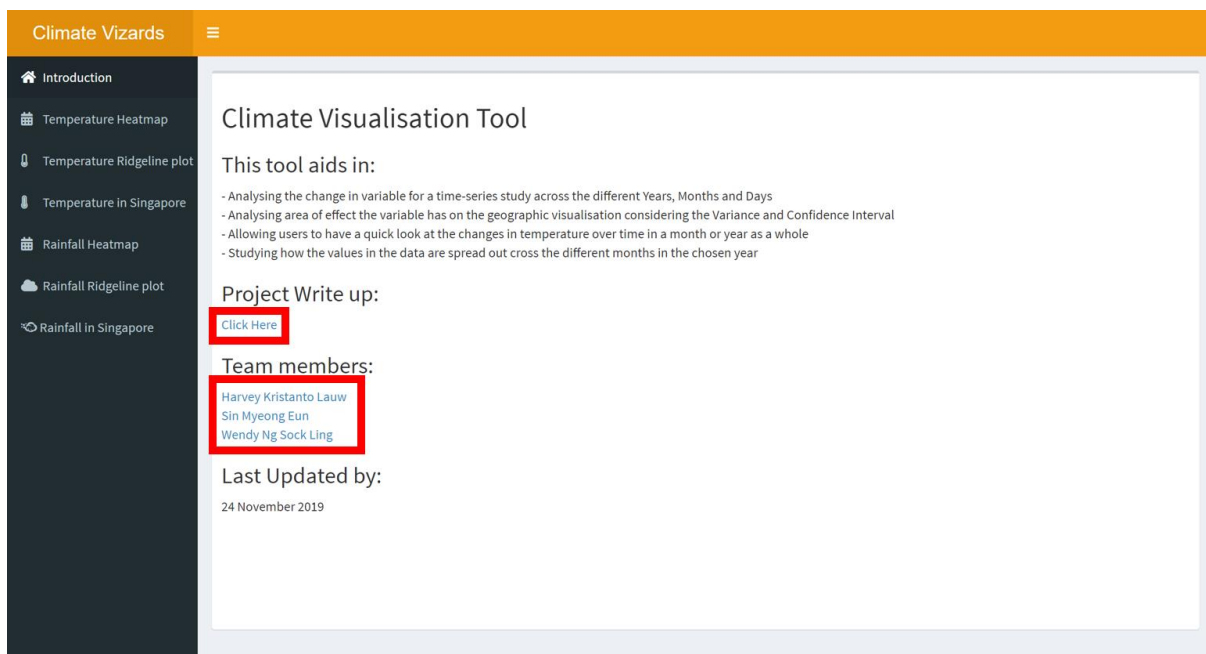 Climate Vizards
Introduction
Temperature Heatmap
Temperature Ridgeline plot
Temperature in Singapore
Rainfall Heatmap
Rainfall Ridgeline plot
Rainfall in Singapore
Climate Visualisation Tool
This tool aids in:
- Analysing the change in variable for a time-series study across the different Years, Months and Days
- Analysing area of effect the variable has on the geographic visualisation considering the Variance and Confidence Interval
- Allowing users to have a quick look at the changes in temperature over time in a month or year as a whole
- Studying how the values in the data are spread out cross the different months in the chosen year
Project Write up:
Click Here
Team members:
Harvey Kristanto Lauw
Sin Myeong Eun
Wendy Ng Sock Ling
Last Updated by:
24 November 2019